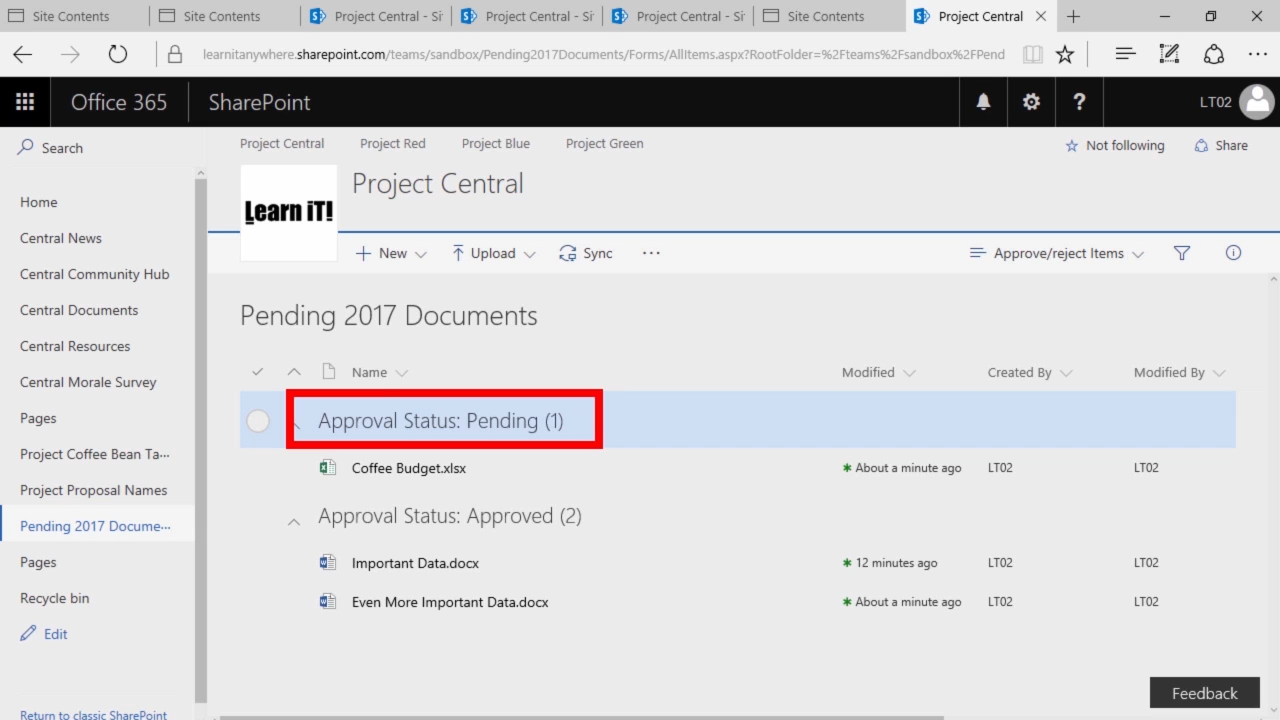 Site Contents
Site Contents
Project Central - Si
Project Central - Si
Project Central - Si
Site Contents
Project Central
learnitanywhere.sharepoint.com/teams/sandbox/Pending2017Documents/Forms/AllItems.aspx?RootFolder=%2Fteams%2Fsandbox%2FPend
Office 365
SharePoint
?
LT02
Search
Project Central
Project Red
Project Blue
Project Green
Not following
Share
Learn iT!
Project Central
New
Upload
Sync
...
Approve/reject Items
Home
Central News
Central Community Hub
Central Documents
Central Resources
Central Morale Survey
Pages
Project Coffee Bean Ta...
Project Proposal Names
Pending 2017 Docume...
Pages
Recycle bin
Edit
Return to classic SharePoint
Pending 2017 Documents
Name
Modified
Created By
Modified By
Approval Status: Pending (1)
Coffee Budget.xlsx
About a minute ago
LT02
LT02
Approval Status: Approved (2)
Important Data.docx
12 minutes ago
LT02
LT02
Even More Important Data.docx
About a minute ago
LT02
LT02
Feedback